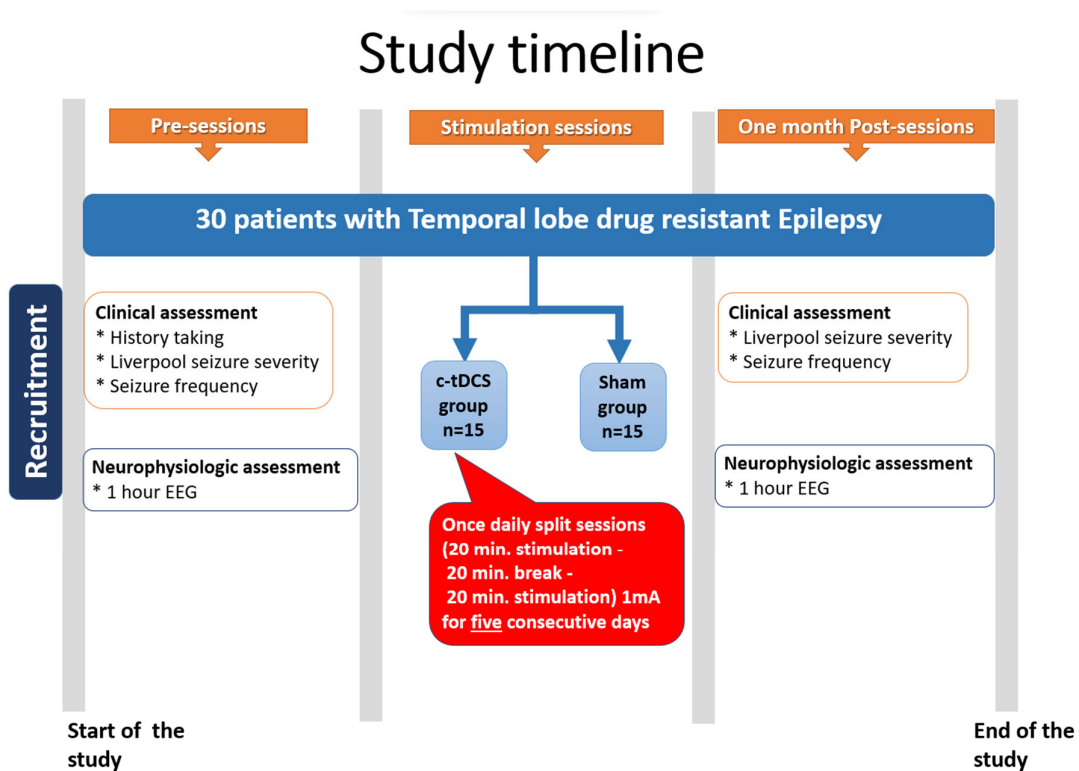 Study timeline
Pre-sessions
Stimulation sessions
One month Post-sessions
30 patients with Temporal lobe drug resistant Epilepsy
Recruitment
Clinical assessment
* History taking
* Liverpool seizure severity
* Seizure frequency
Neurophysiologic assessment
* 1 hour EEG
c-tDCS
group
n=15
Sham
group
n=15
Once daily split sessions
(20 min. stimulation -
20 min. break -
20 min. stimulation) 1mA
for five consecutive days
Clinical assessment
* Liverpool seizure severity
* Seizure frequency
Neurophysiologic assessment
* 1 hour EEG
Start of the
study
End of the
study